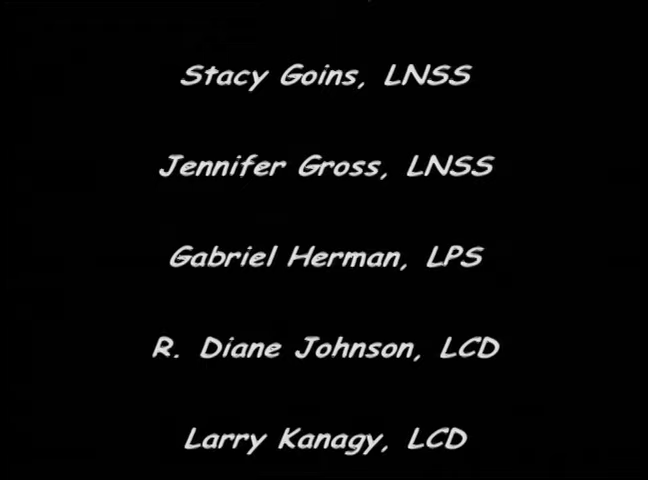 Stacy Goins, LNSS
Jennifer Gross, LNSS
Gabriel Herman, LPS
R. Diane Johnson, LCD
Larry Kanagy, LCD